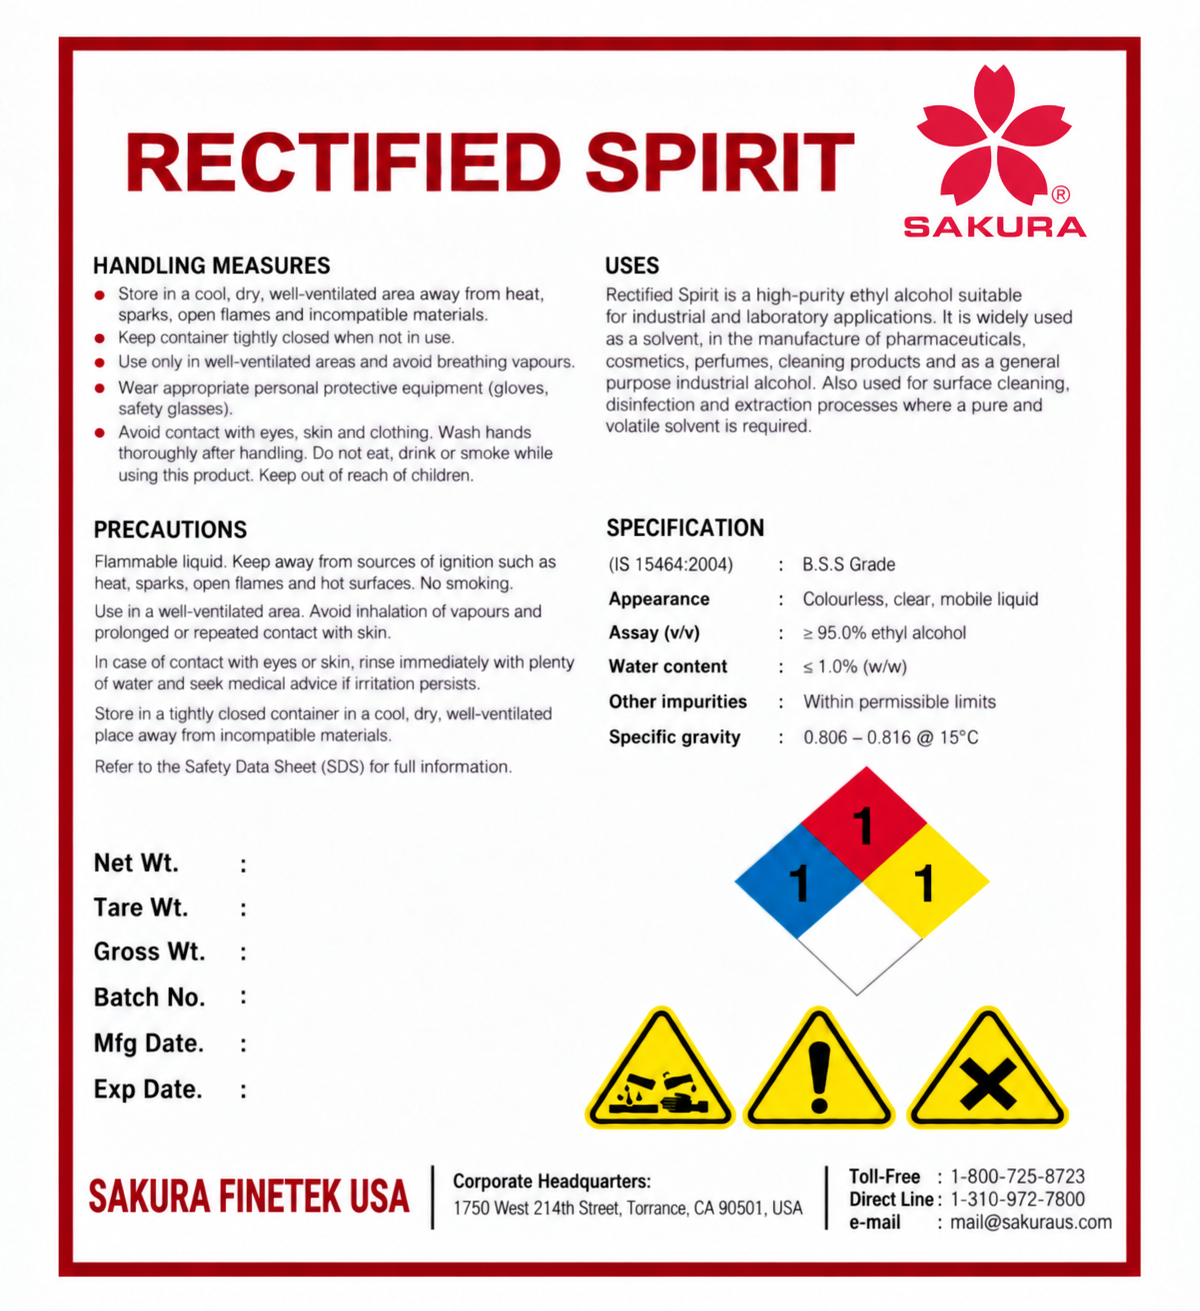 RECTIFIED SPIRIT
®
SAKURA
HANDLING MEASURES
Store in a cool, dry, well-ventilated area away from heat,
sparks, open flames and incompatible materials.
Keep container tightly closed when not in use.
Use only in well-ventilated areas and avoid breathing vapours.
Wear appropriate personal protective equipment (gloves,
safety glasses).
Avoid contact with eyes, skin and clothing. Wash hands
thoroughly after handling. Do not eat, drink or smoke while
using this product. Keep out of reach of children.
USES
Rectified Spirit is a high-purity ethyl alcohol suitable
for industrial and laboratory applications. It is widely used
as a solvent, in the manufacture of pharmaceuticals,
cosmetics, perfumes, cleaning products and as a general
purpose industrial alcohol. Also used for surface cleaning,
disinfection and extraction processes where a pure and
volatile solvent is required.
PRECAUTIONS
Flammable liquid. Keep away from sources of ignition such as
heat, sparks, open flames and hot surfaces. No smoking.
Use in a well-ventilated area. Avoid inhalation of vapours and
prolonged or repeated contact with skin.
In case of contact with eyes or skin, rinse immediately with plenty
of water and seek medical advice if irritation persists.
Store in a tightly closed container in a cool, dry, well-ventilated
place away from incompatible materials.
Refer to the Safety Data Sheet (SDS) for full information.
SPECIFICATION
(IS 15464:2004) : B.S.S Grade
Appearance : Colourless, clear, mobile liquid
Assay (v/v) : ≥ 95.0% ethyl alcohol
Water content : ≤ 1.0% (w/w)
Other impurities : Within permissible limits
Specific gravity : 0.806 – 0.816 @ 15°C
1
1 1
Net Wt. :
Tare Wt. :
Gross Wt. :
Batch No. :
Mfg Date. :
Exp Date. :
SAKURA FINETEK USA
Corporate Headquarters:
1750 West 214th Street, Torrance, CA 90501, USA
Toll-Free : 1-800-725-8723
Direct Line : 1-310-972-7800
e-mail : mail@sakuraus.com